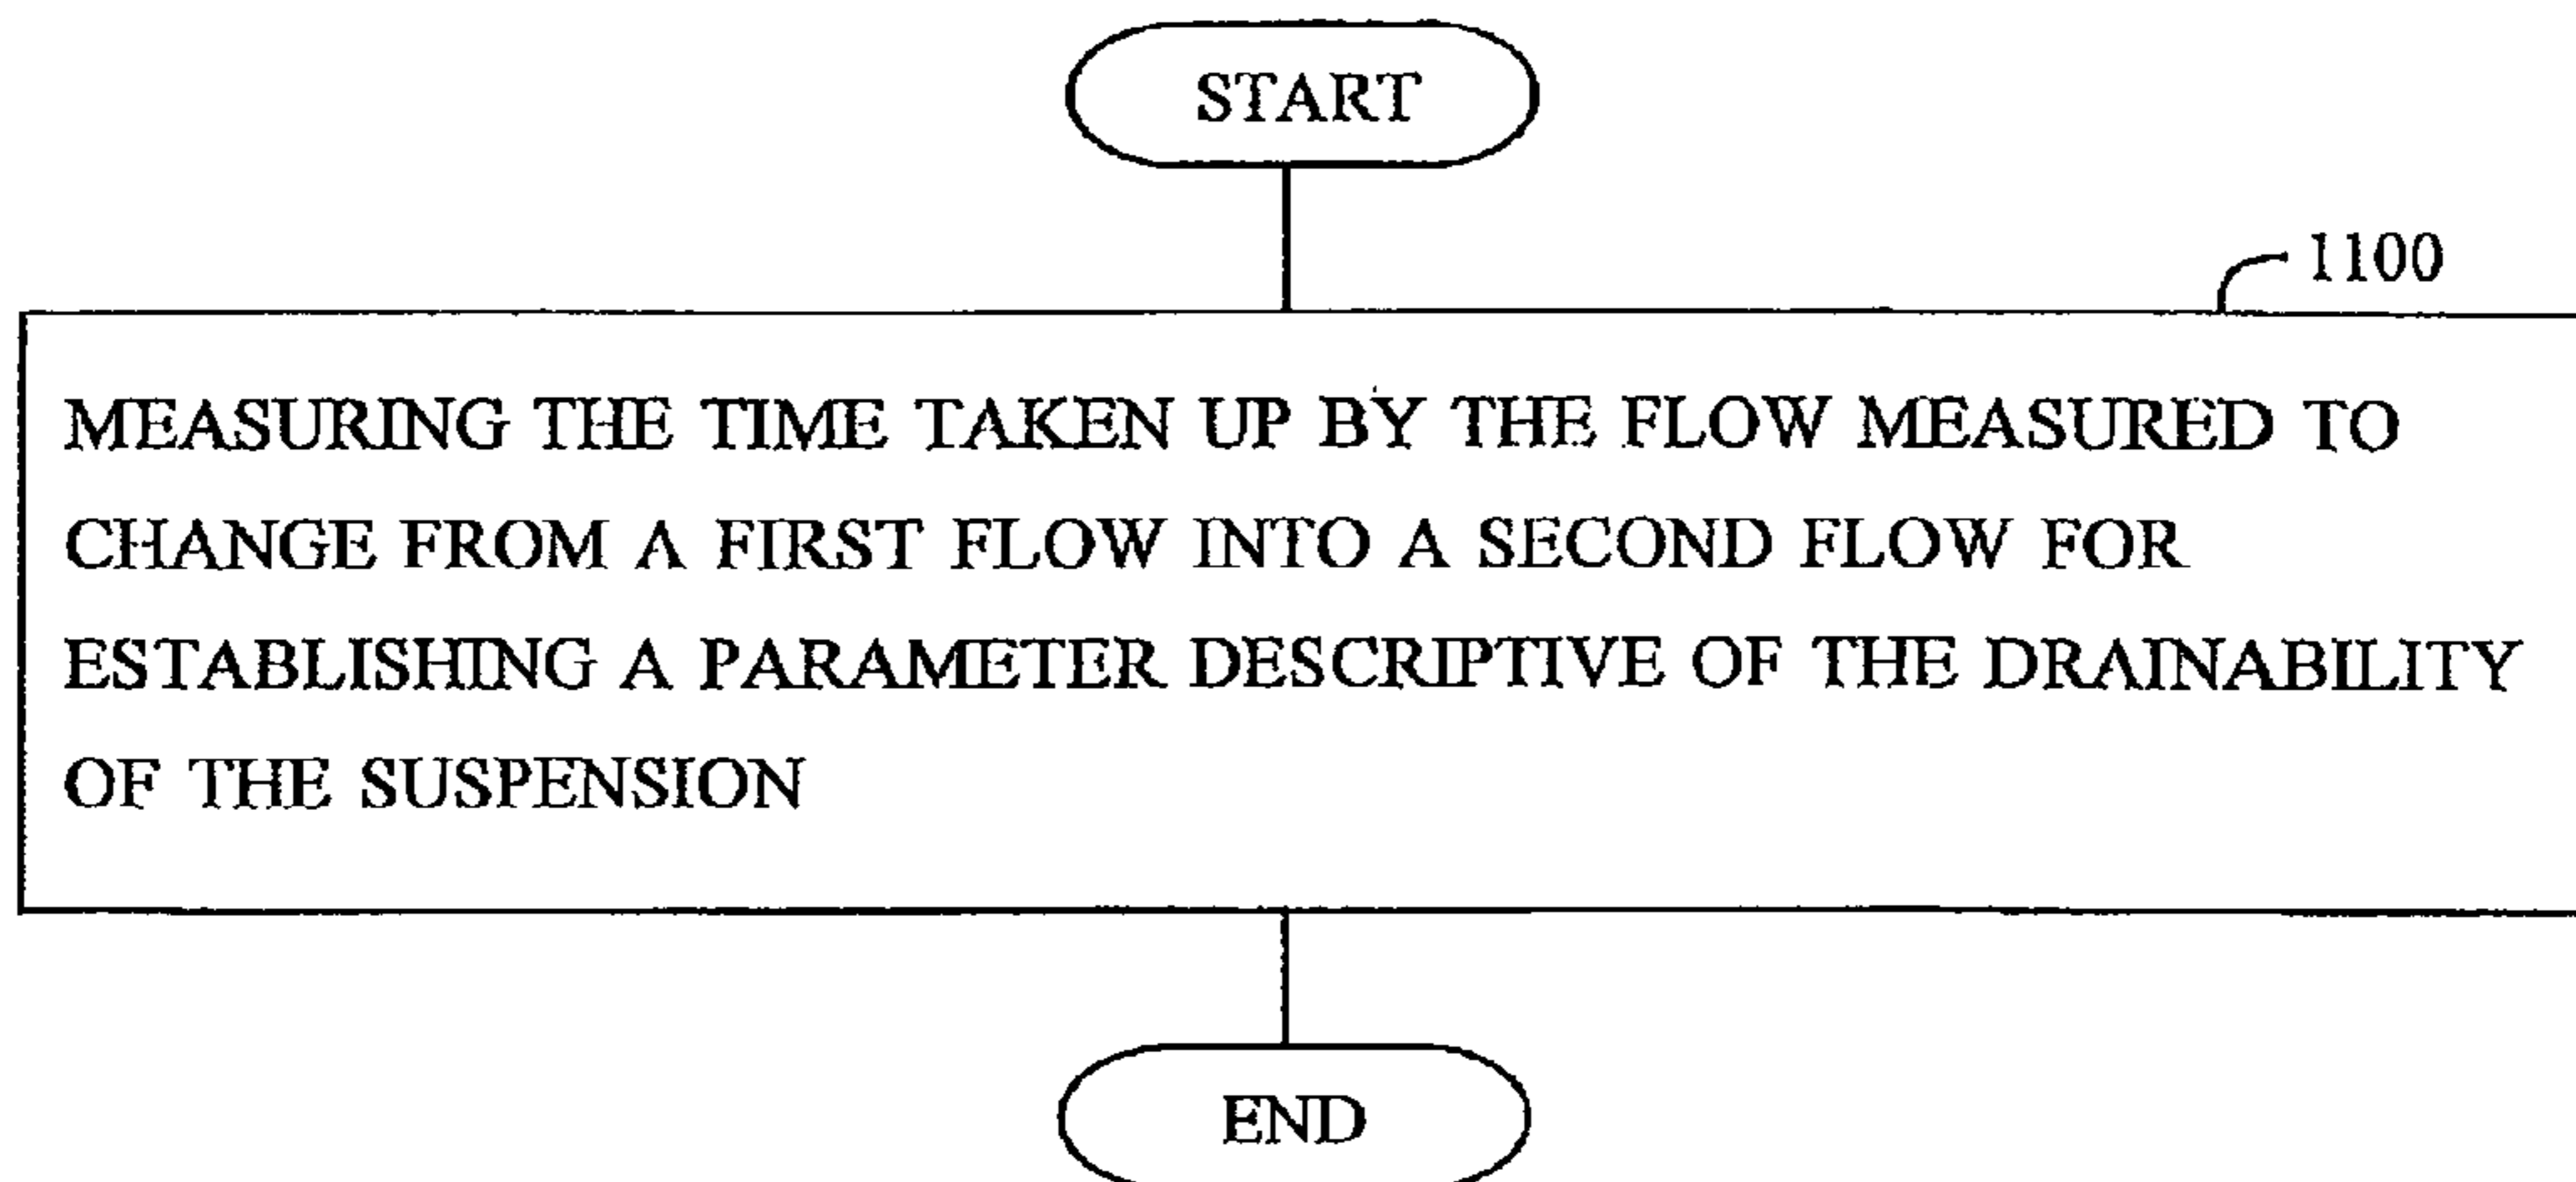 START
1100
MEASURING THE TIME TAKEN UP BY THE FLOW MEASURED TO
CHANGE FROM A FIRST FLOW INTO A SECOND FLOW FOR
ESTABLISHING A PARAMETER DESCRIPTIVE OF THE DRAINABILITY
OF THE SUSPENSION
END